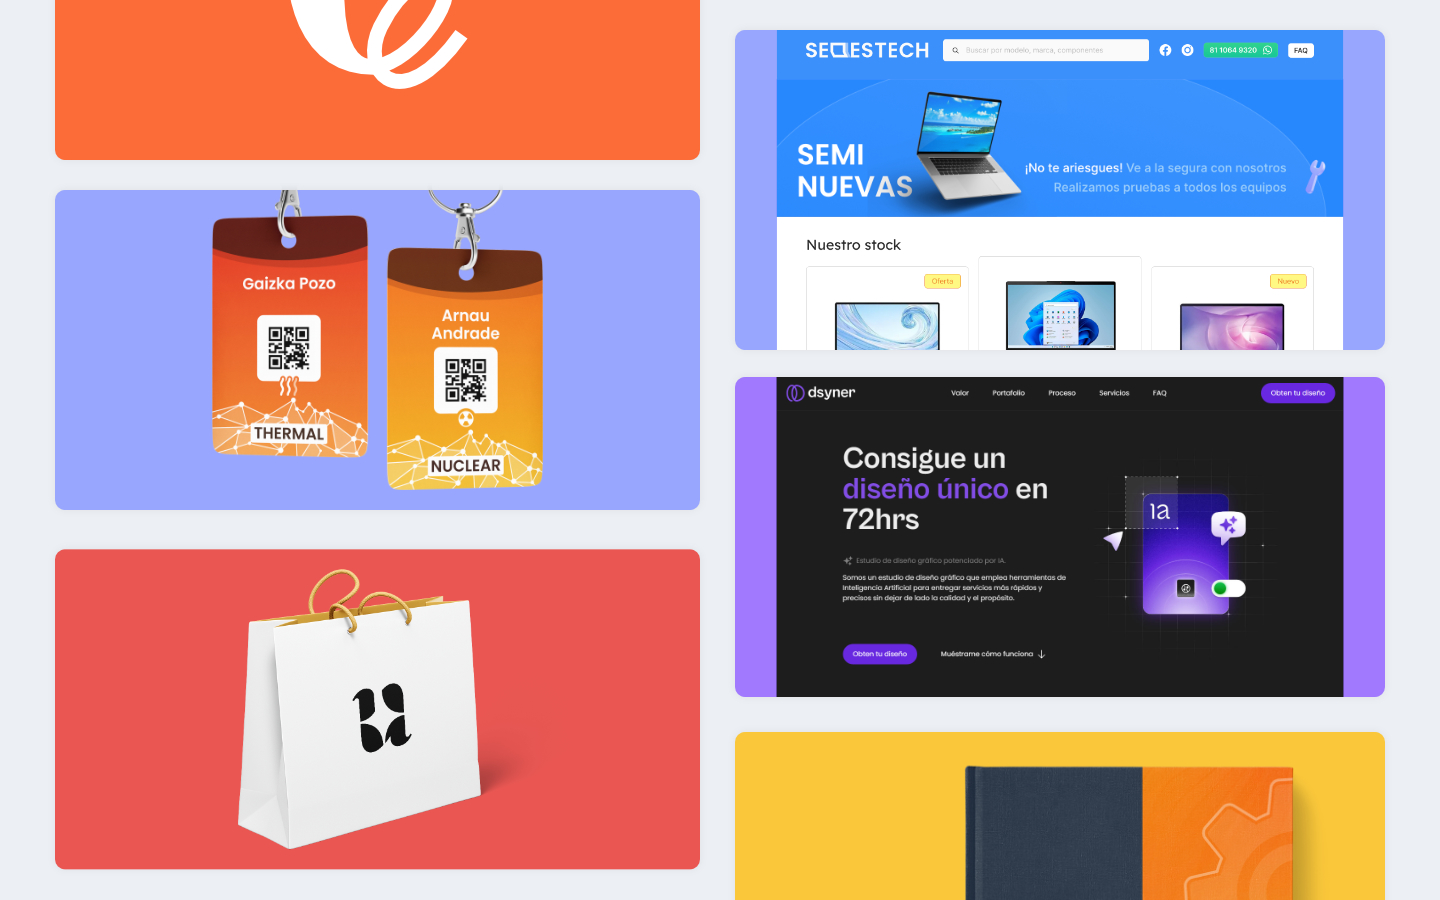 Gaizka Pozo
THERMAL
Arnau
Andrade
NUCLEAR
SEQESTECH
Buscar por modelo, marca, componentes
81 1064 9320
FAQ
SEMI
NUEVAS
¡No te ariesgues! Ve a la segura con nosotros
Realizamos pruebas a todos los equipos
Nuestro stock
Oferta
Nuevo
dsyner
Valor
Portafolio
Proceso
Servicios
FAQ
Obten tu diseño
Consigue un
diseño único en
72hrs
Estudio de diseño gráfico potenciado por IA.
Somos un estudio de diseño gráfico que emplea herramientas de
Inteligencia Artificial para entregar servicios más rápidos y
precisos sin dejar de lado la calidad y el propósito.
Obten tu diseño
Muéstrame cómo funciona
IA